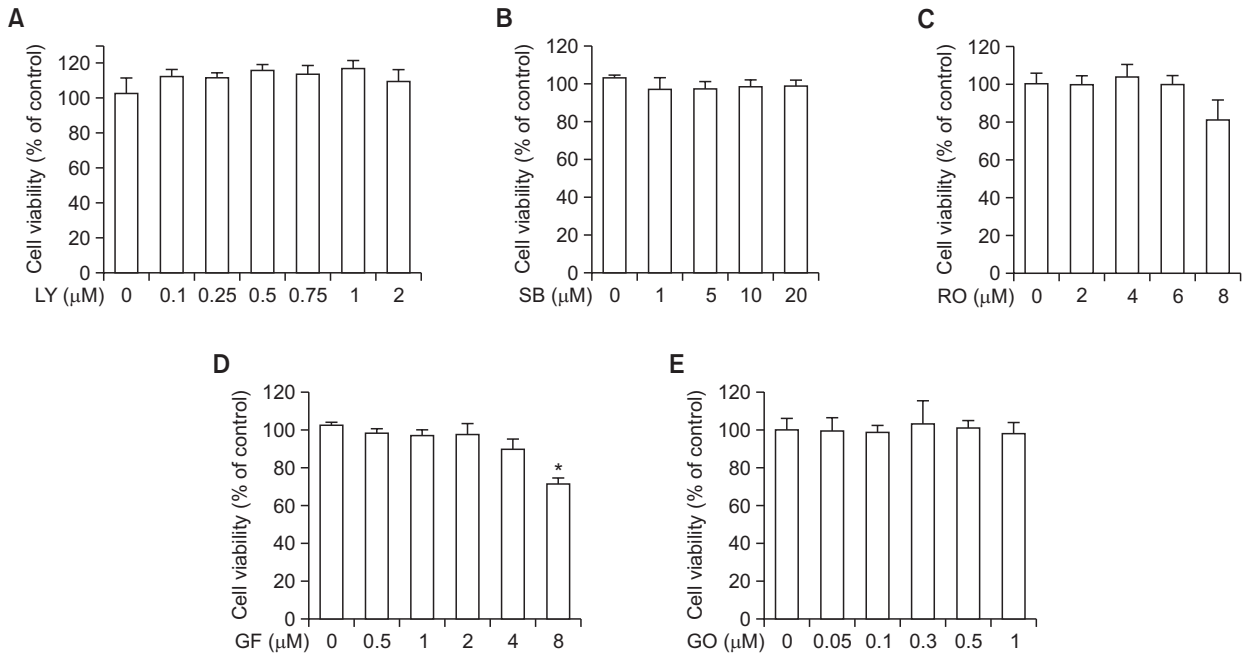 A
Cell viability (% of control)
120
100
80
60
40
20
0
LY (μM) 0 0.1 0.25 0.5 0.75 1 2
B
Cell viability (% of control)
120
100
80
60
40
20
0
SB (μM) 0 1 5 10 20
C
Cell viability (% of control)
120
100
80
60
40
20
0
RO (μM) 0 2 4 6 8
D
Cell viability (% of control)
120
100
80
60
40
20
0
*
GF (μM) 0 0.5 1 2 4 8
E
Cell viability (% of control)
120
100
80
60
40
20
0
GO (μM) 0 0.05 0.1 0.3 0.5 1